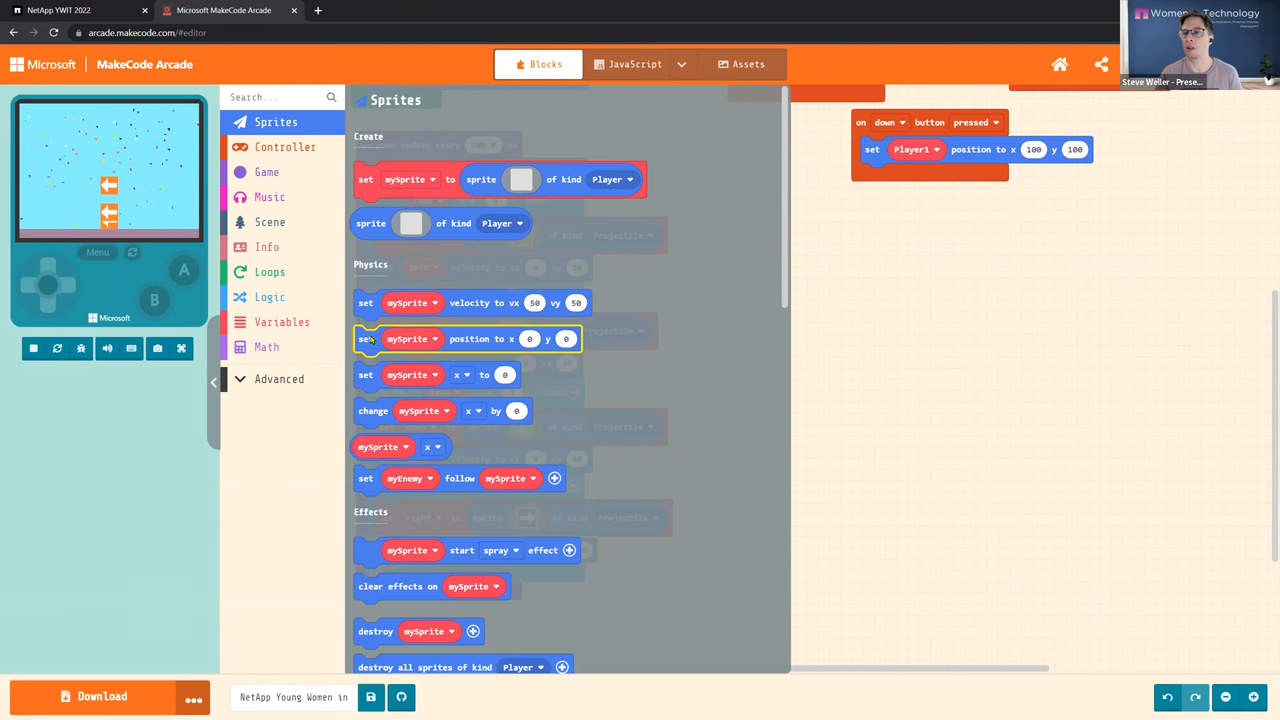 NetApp YWIT 2022
Microsoft MakeCode Arcade
arcade.makecode.com/#editor
Women in Technology
Steve Weller - Prese...
Microsoft
MakeCode Arcade
Blocks
JavaScript
Assets
Search...
Sprites
Controller
Game
Music
Scene
Info
Loops
Logic
Variables
Math
Advanced
Menu
A
B
Microsoft
Sprites
Create
set mySprite to sprite of kind Player
sprite of kind Player
Physics
set mySprite velocity to vx 50 vy 50
set mySprite position to x 0 y 0
set mySprite x to 0
change mySprite x by 0
mySprite x
set myEnemy follow mySprite
Effects
mySprite start spray effect
clear effects on mySprite
destroy mySprite
destroy all sprites of kind Player
on down button pressed
set Player1 position to x 100 y 100
Download
NetApp Young Women in